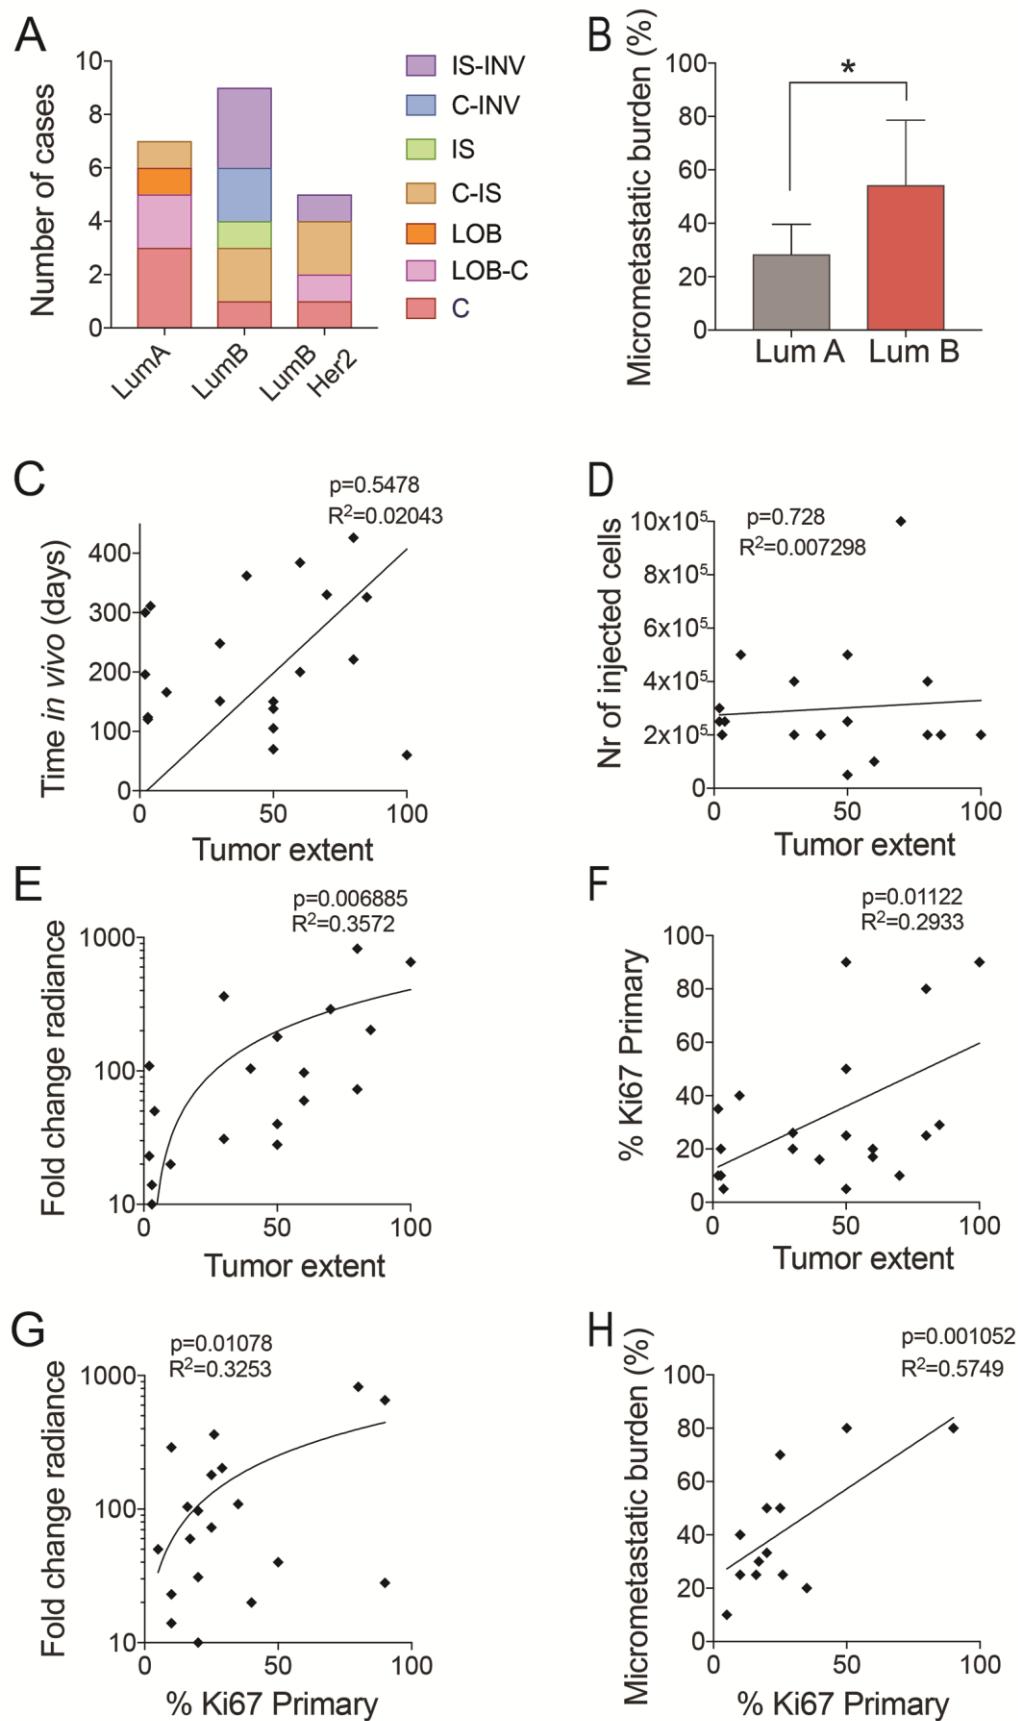 A
Number of cases
10
8
6
4
2
0
LumA
LumB
LumB
Her2
IS-INV
C-INV
IS
C-IS
LOB
LOB-C
C
B
Micrometastatic burden (%)
100
80
60
40
20
0
*
Lum A
Lum B
C
p=0.5478
R²=0.02043
Time in vivo (days)
400
300
200
100
0
0
50
100
Tumor extent
D
p=0.728
R²=0.007298
Nr of injected cells
10x10⁵
8x10⁵
6x10⁵
4x10⁵
2x10⁵
0
0
50
100
Tumor extent
E
p=0.006885
R²=0.3572
Fold change radiance
1000
100
10
0
50
100
Tumor extent
F
p=0.01122
R²=0.2933
% Ki67 Primary
100
80
60
40
20
0
0
50
100
Tumor extent
G
p=0.01078
R²=0.3253
Fold change radiance
1000
100
10
0
50
100
% Ki67 Primary
H
p=0.001052
R²=0.5749
Micrometastatic burden (%)
100
80
60
40
20
0
0
50
100
% Ki67 Primary